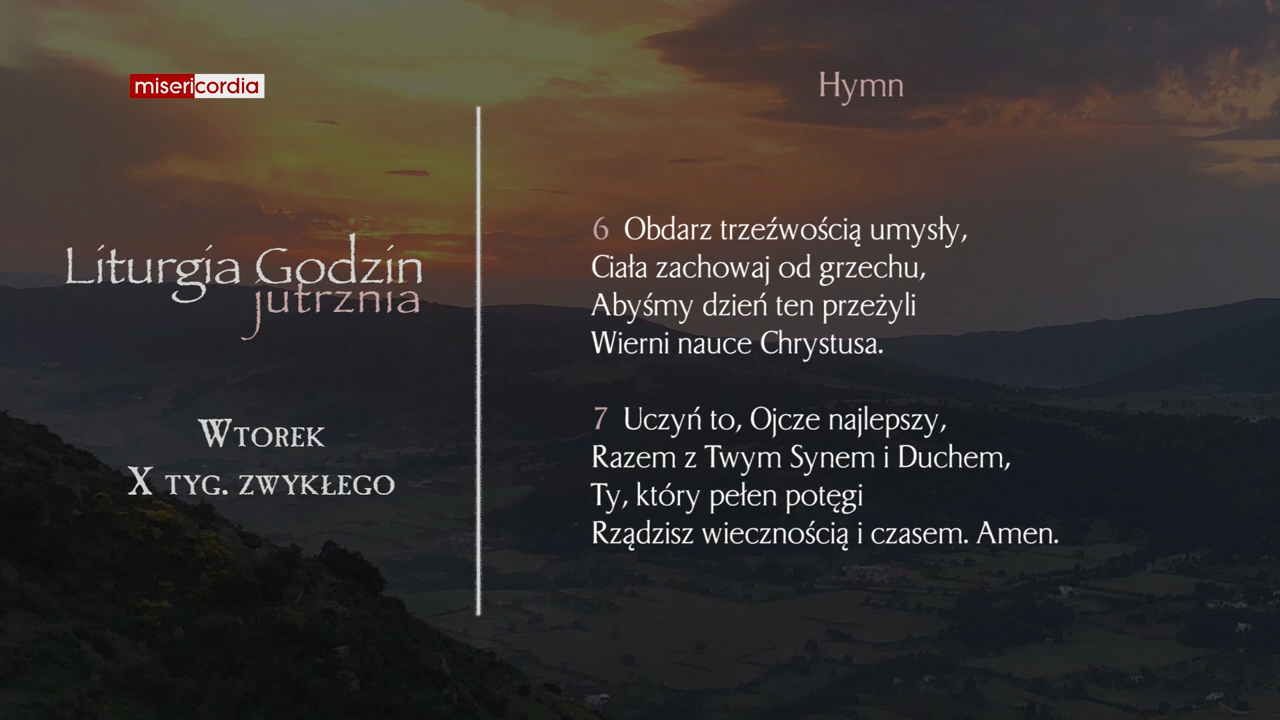 misericordia
Liturgia Godzin
jutrznia
Wtorek
X tyg. zwykłego
Hymn
6 Obdarz trzeźwością umysły,
Ciała zachowaj od grzechu,
Abyśmy dzień ten przeżyli
Wierni nauce Chrystusa.
7 Uczyń to, Ojcze najlepszy,
Razem z Twym Synem i Duchem,
Ty, który pełen potęgi
Rządzisz wiecznością i czasem. Amen.